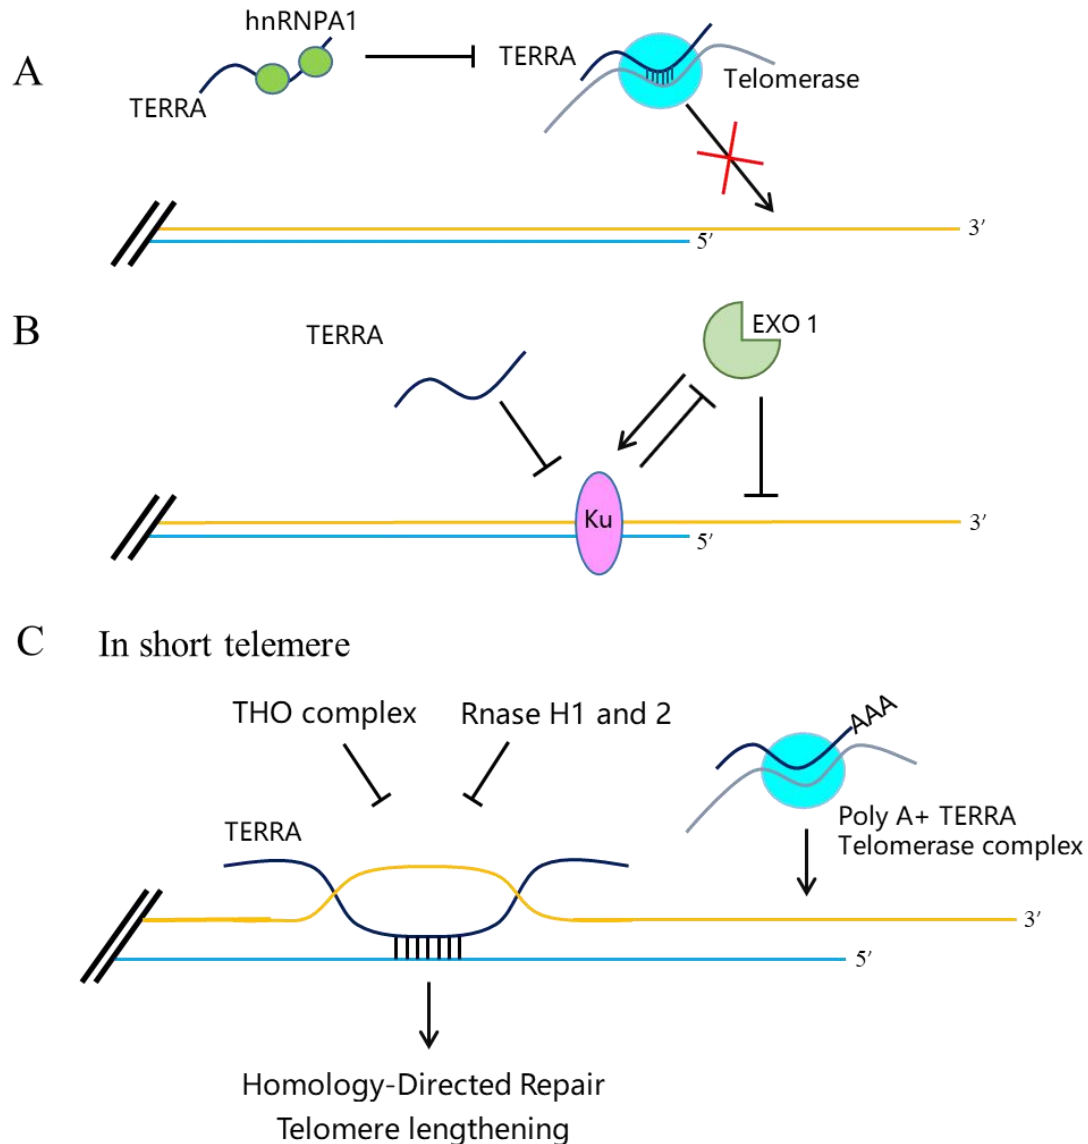 A
hnRNPA1
TERRA
TERRA
Telomerase
5′
3′
B
TERRA
EXO 1
Ku
5′
3′
C In short telemere
THO complex
Rnase H1 and 2
AAA
TERRA
Poly A+ TERRA
Telomerase complex
3′
5′
Homology-Directed Repair
Telomere lengthening